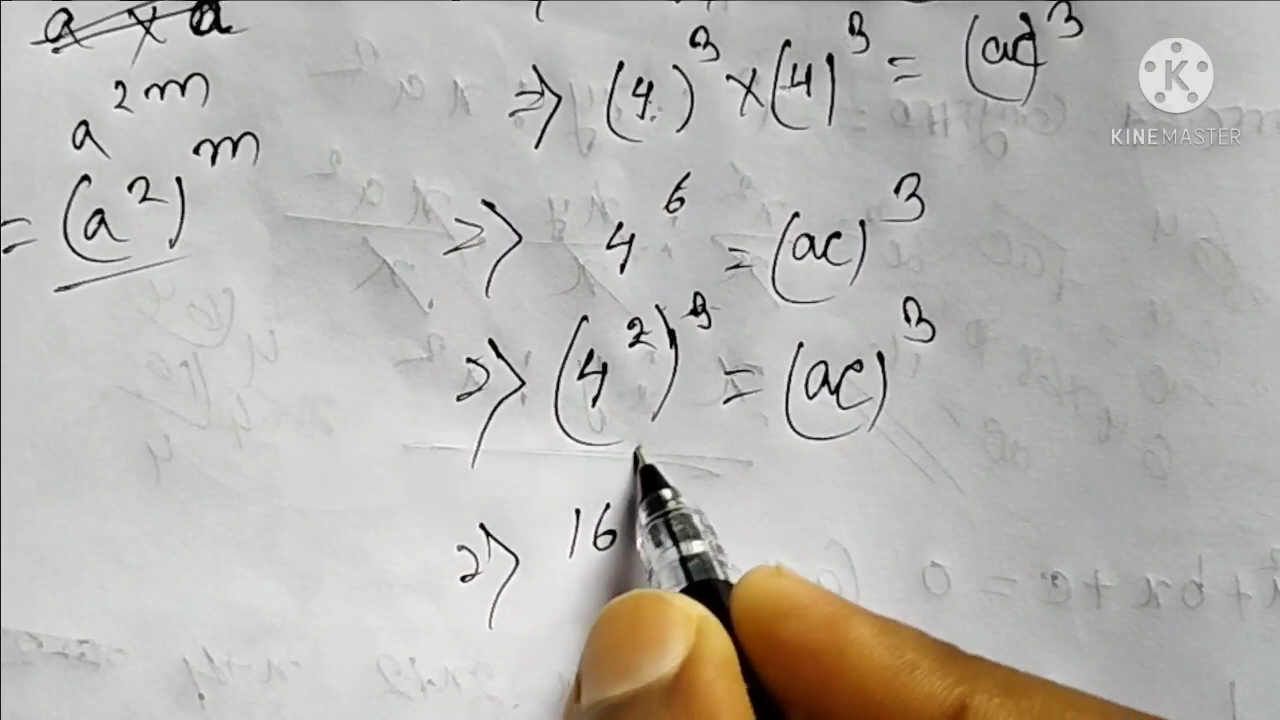 a × a
a^2m
= (a^2)^m
=> (4)^3 × (4)^3 = (ac)^3
=> 4^6 = (ac)^3
=> (4^2)^3 = (ac)^3
=> 16
K
KINEMASTER